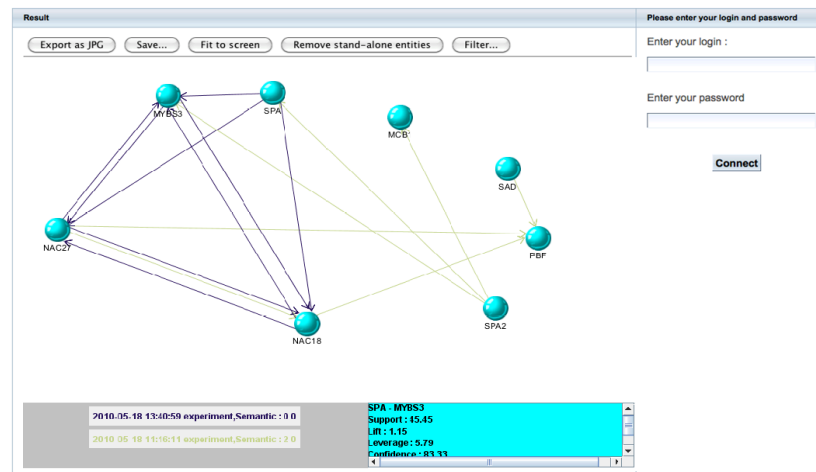 Result
Please enter your login and password
Export as JPG Save... Fit to screen Remove stand-alone entities Filter...
Enter your login :
Enter your password
Connect
MYBS3
SPA
MCB
SAD
NAC27
PBF
SPA2
NAC18
2010-05-18 13:40:59 experiment,Semantic : 0.0
2010-05-18 11:16:11 experiment,Semantic : 2.0
SPA - MYBS3
Support : 45.45
Lift : 1.15
Leverage : 5.79
Confidence : 83.33